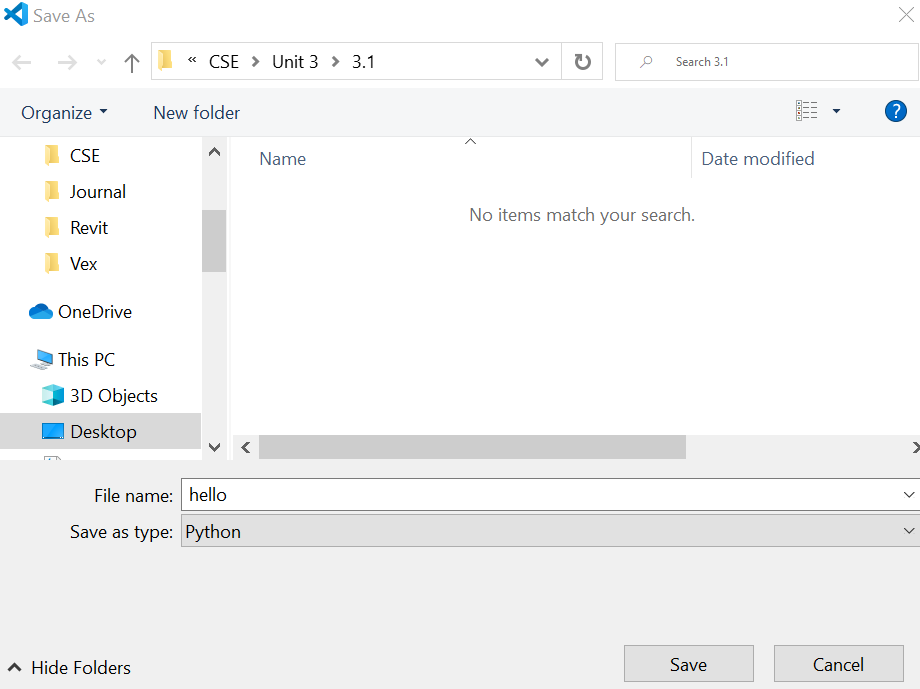 Save As
« CSE > Unit 3 > 3.1
Search 3.1
Organize
New folder
?
CSE
Journal
Revit
Vex
OneDrive
This PC
3D Objects
Desktop
Name
Date modified
No items match your search.
File name: hello
Save as type: Python
Hide Folders
Save
Cancel